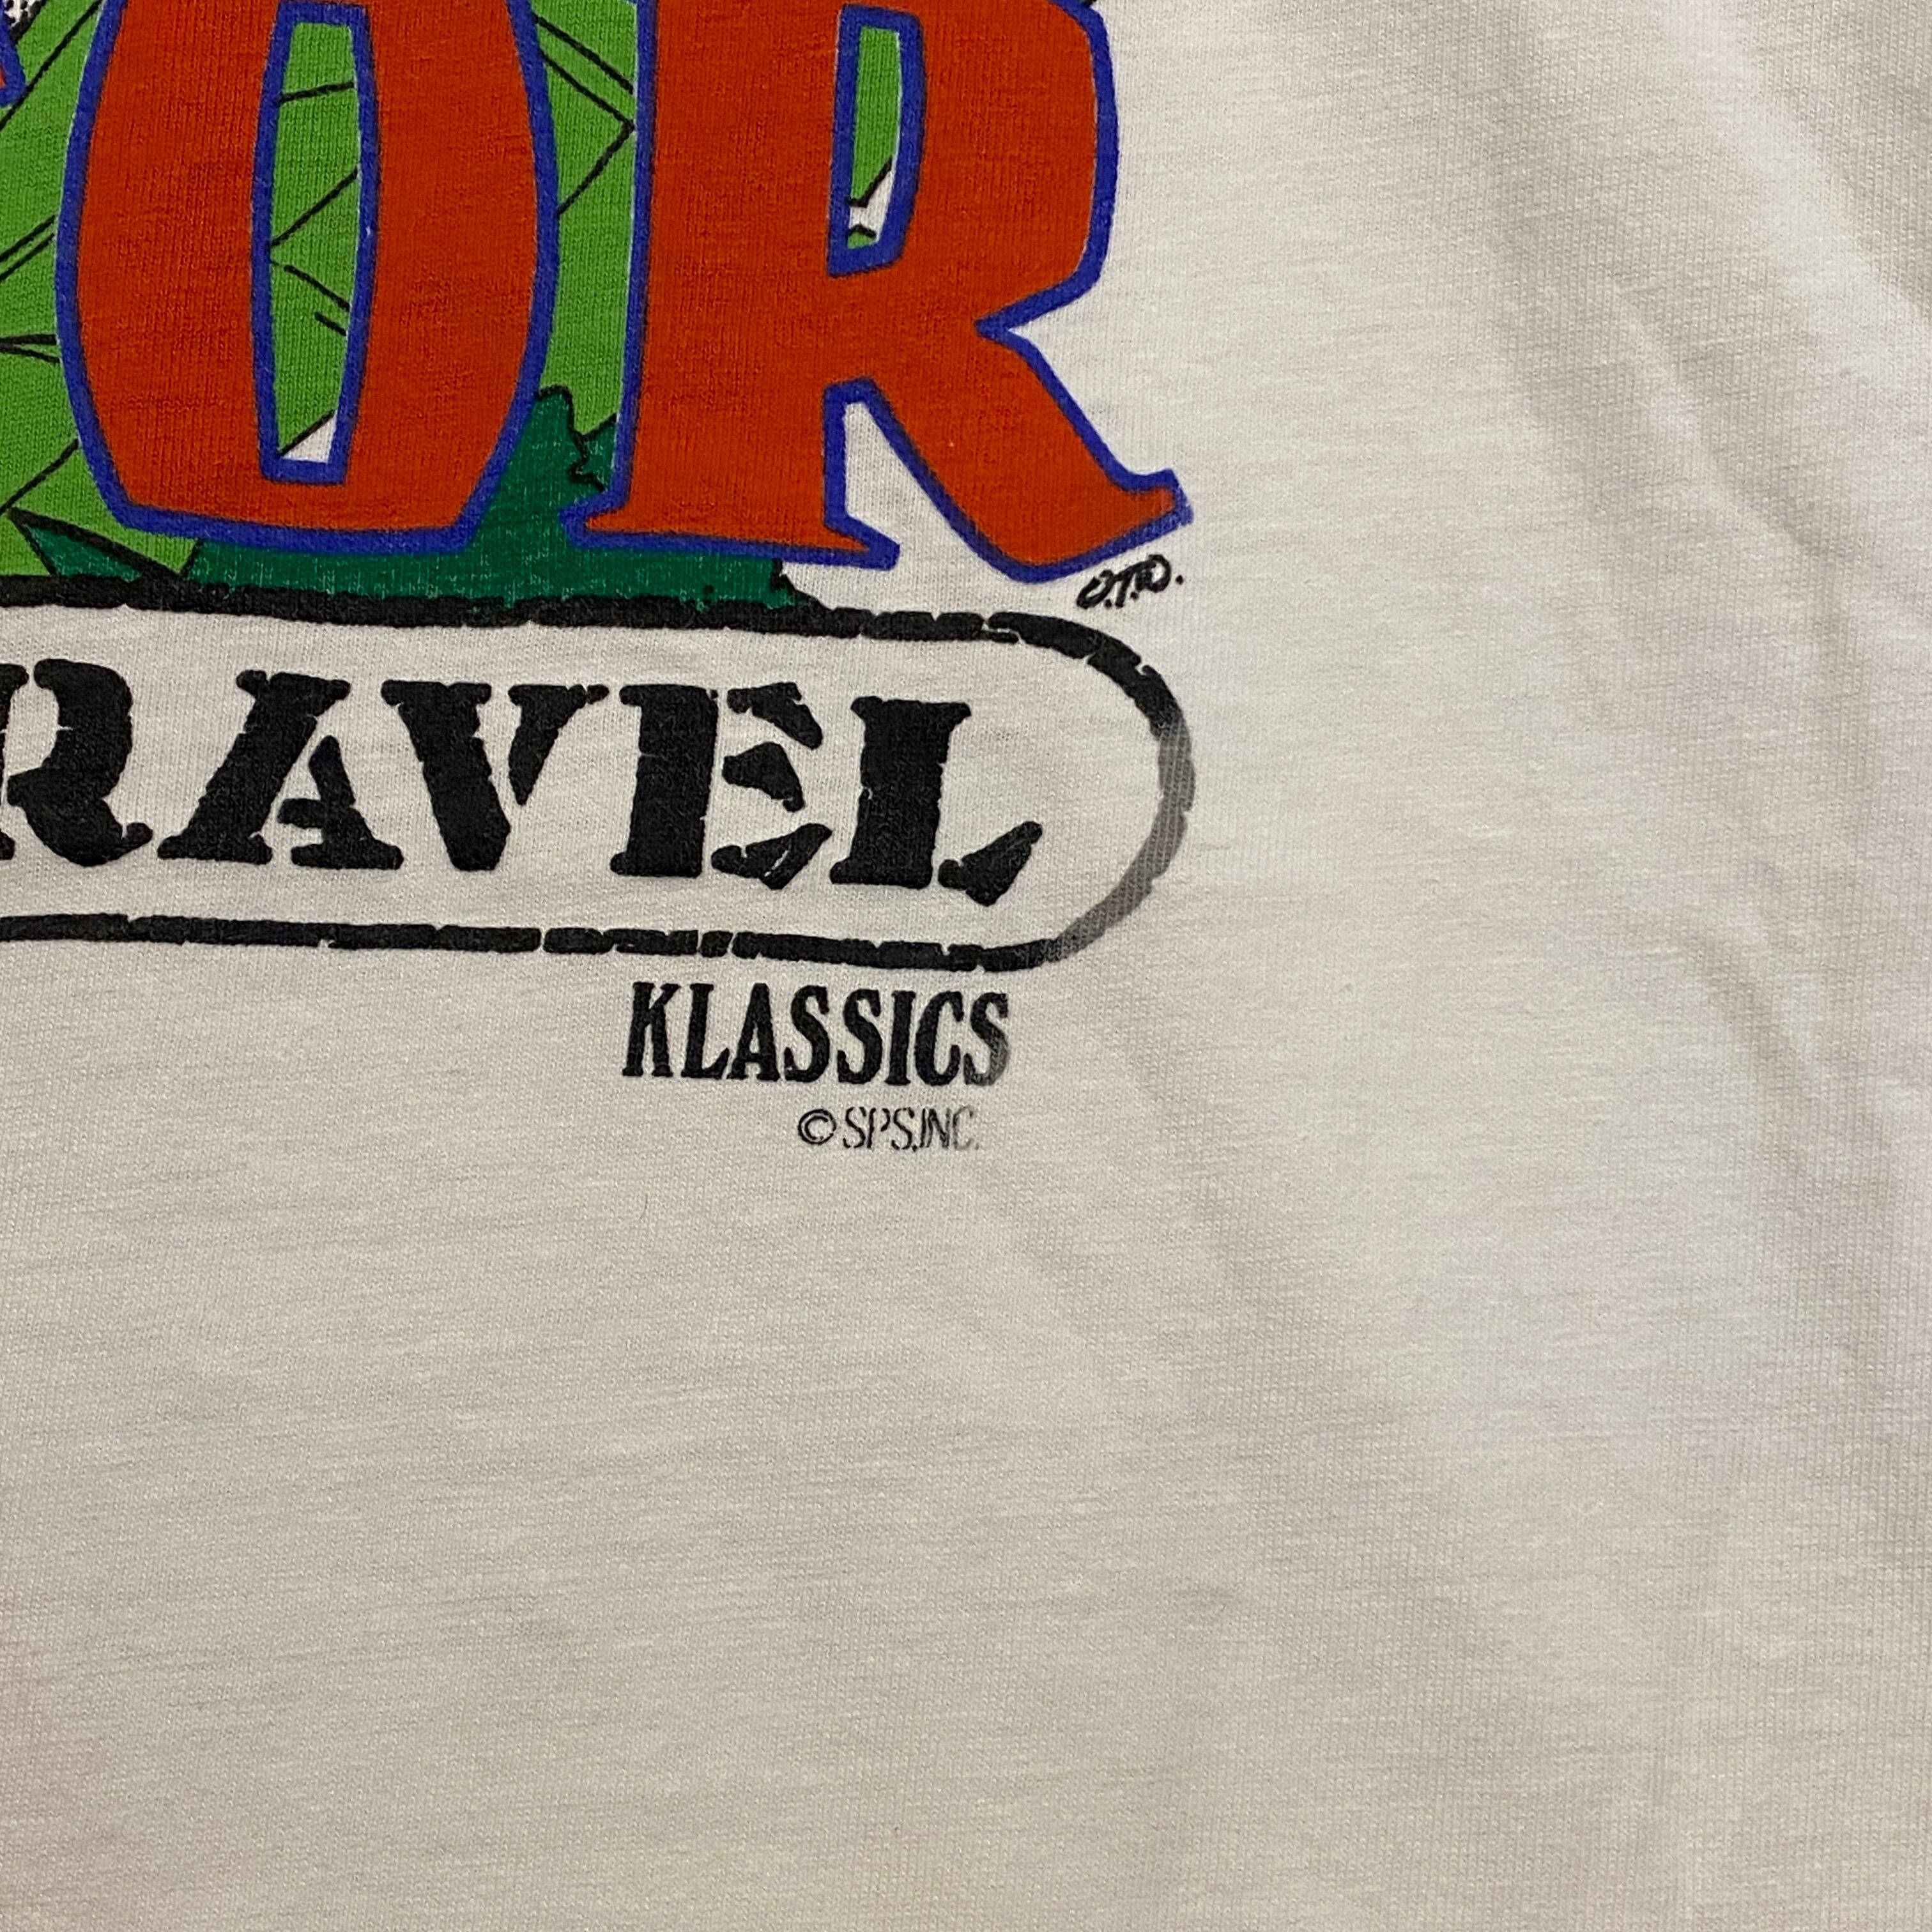 OR
O.T.O.
RAVEL
KLASSICS
© SPS, INC.